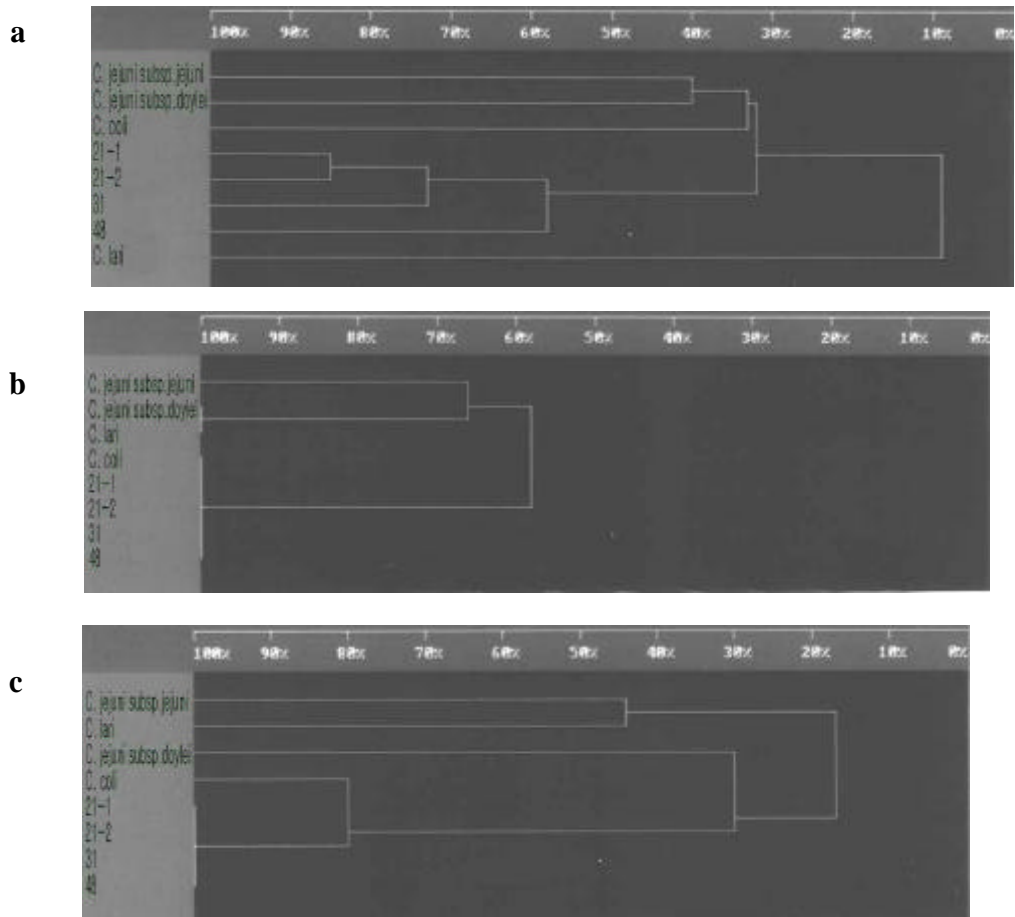 a
100% 90% 80% 70% 60% 50% 40% 30% 20% 10% 0%
C. jejuni subsp.jejuni
C. jejuni subsp.doylei
C. coli
21-1
21-2
31
48
C. lari
b
100% 90% 80% 70% 60% 50% 40% 30% 20% 10% 0%
C. jejuni subsp.jejuni
C. jejuni subsp.doylei
C. lari
C. coli
21-1
21-2
31
48
c
100% 90% 80% 70% 60% 50% 40% 30% 20% 10% 0%
C. jejuni subsp.jejuni
C. lari
C. jejuni subsp.doylei
C. coli
21-1
21-2
31
48